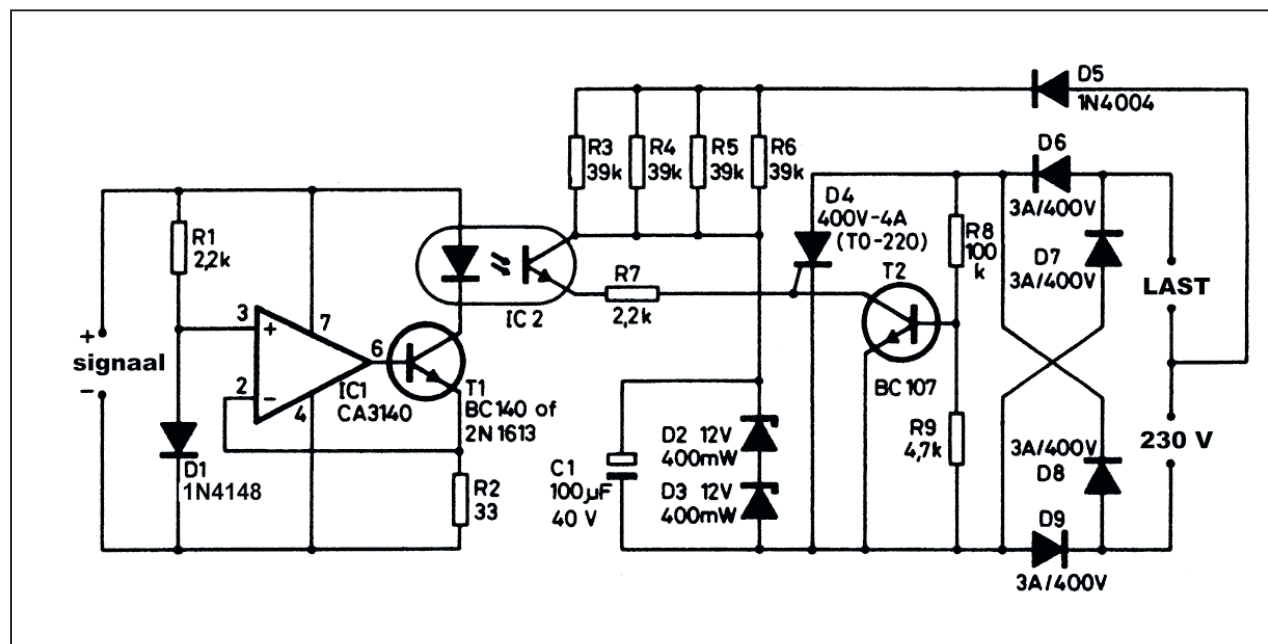 D5
1N4004
R3
39k
R4
39k
R5
39k
R6
39k
D6
3A/400V
D4
400V-4A
(TO-220)
R8
100
k
D7
3A/400V
R1
2,2k
R7
2,2k
T2
LAST
IC 2
3
+
7
6
2
-
4
IC1
CA3140
+
signaal
-
T1
BC140 of
2N1613
BC 107
D2 12V
400mW
R9
4,7k
230 V
3A/400V
D8
D1
1N4148
C1
100µF
40 V
D3 12V
400mW
R2
33
D9
3A/400V